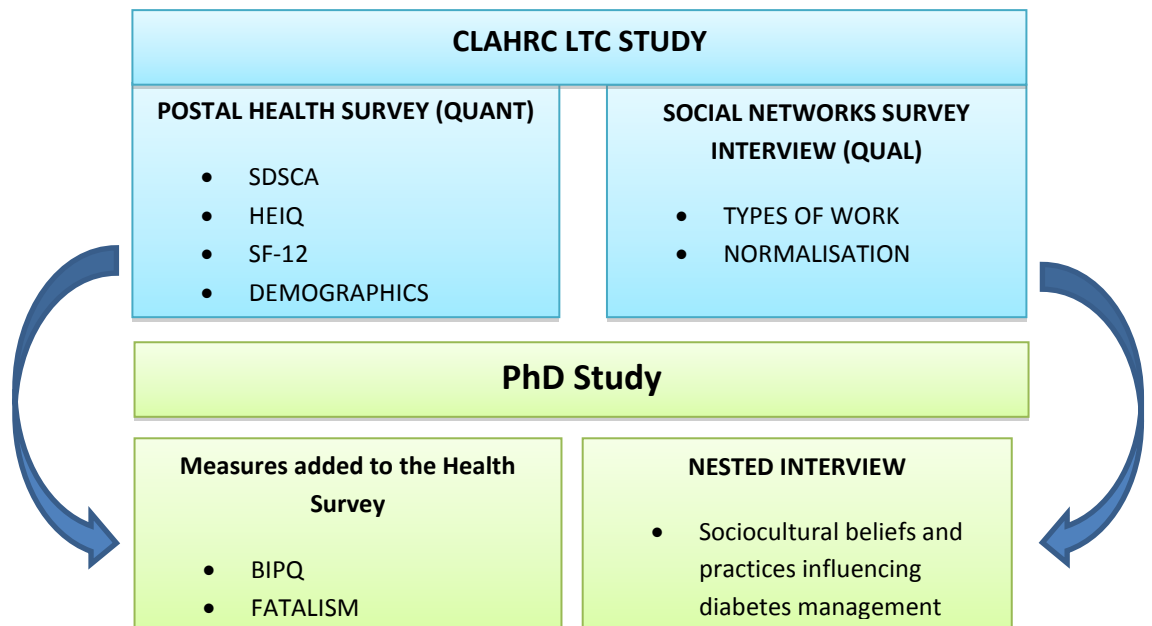 CLAHRC LTC STUDY
POSTAL HEALTH SURVEY (QUANT)
• SDSCA
• HEIQ
• SF-12
• DEMOGRAPHICS
SOCIAL NETWORKS SURVEY
INTERVIEW (QUAL)
• TYPES OF WORK
• NORMALISATION
PhD Study
Measures added to the Health
Survey
• BIPQ
• FATALISM
NESTED INTERVIEW
• Sociocultural beliefs and
practices influencing
diabetes management